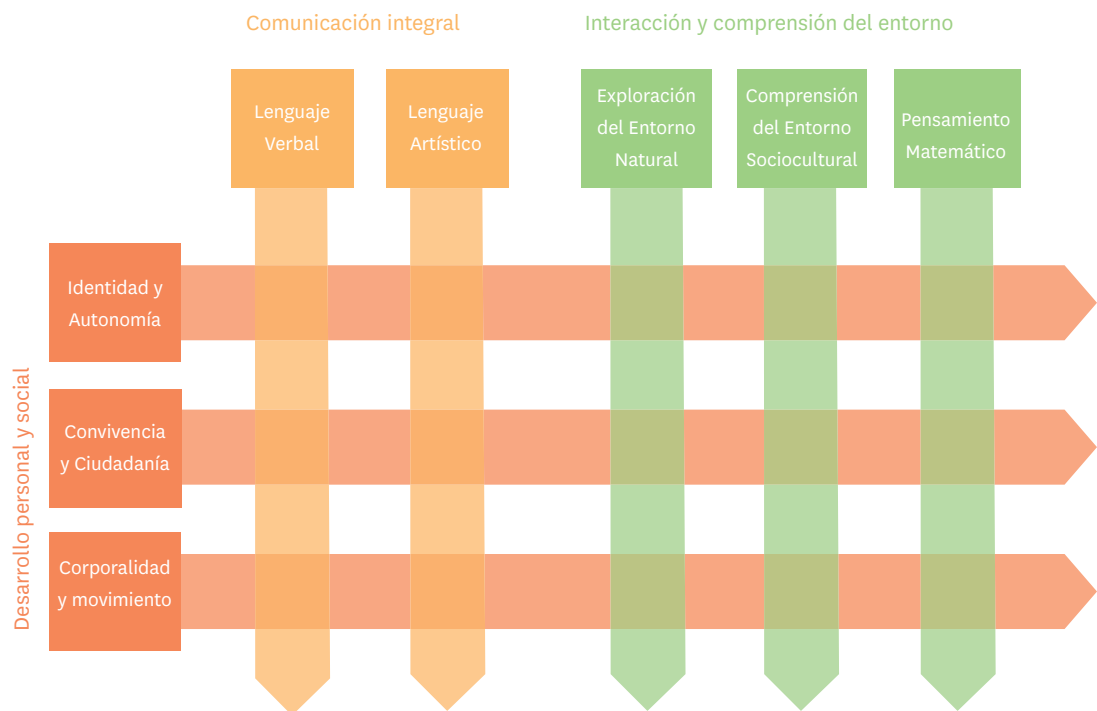 Comunicación integral
Interacción y comprensión del entorno
Lenguaje
Verbal
Lenguaje
Artístico
Exploración
del Entorno
Natural
Comprensión
del Entorno
Sociocultural
Pensamiento
Matemático
Desarrollo personal y social
Identidad y
Autonomía
Convivencia
y Ciudadanía
Corporalidad
y movimiento